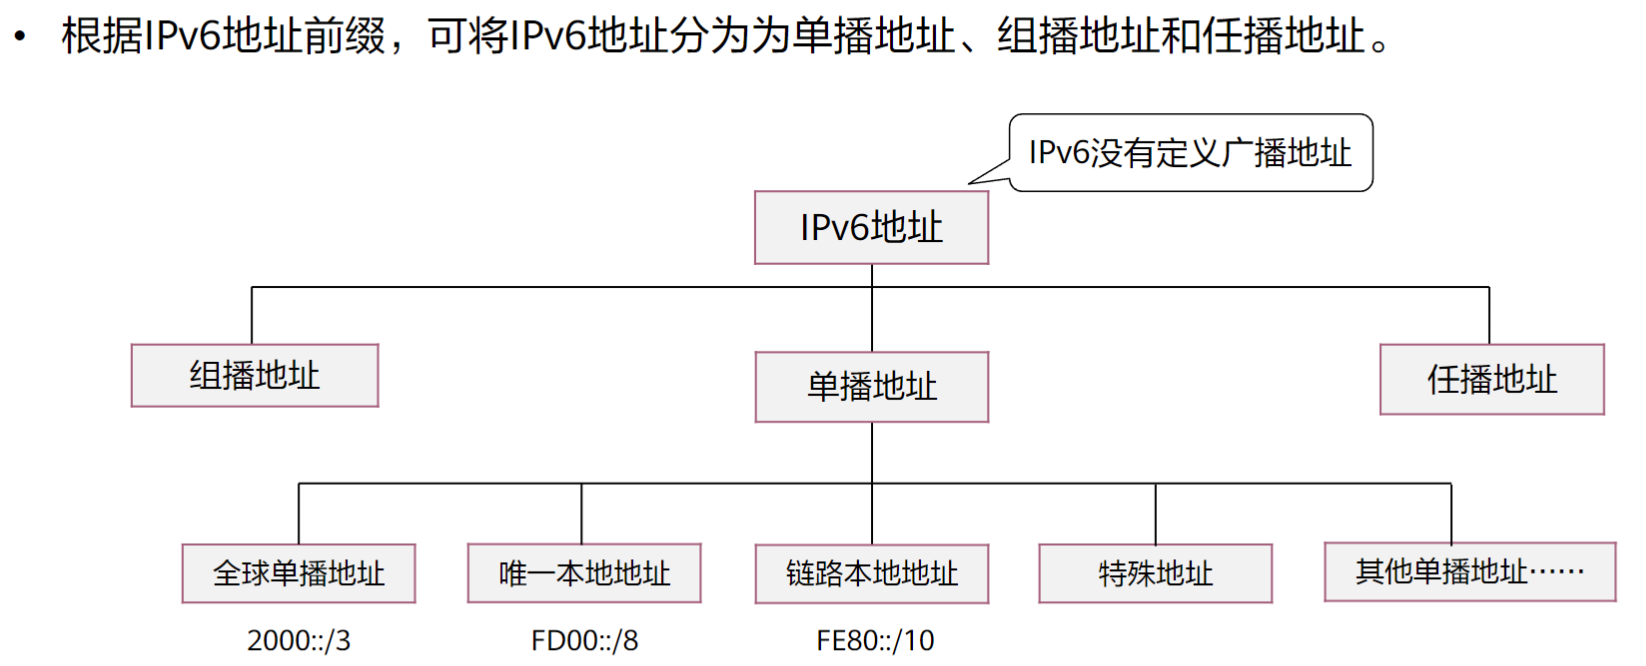 • 根据IPv6地址前缀，可将IPv6地址分为为单播地址、组播地址和任播地址。
IPv6没有定义广播地址
IPv6地址
组播地址
单播地址
任播地址
全球单播地址
唯一本地地址
链路本地地址
特殊地址
其他单播地址……
2000::/3
FD00::/8
FE80::/10